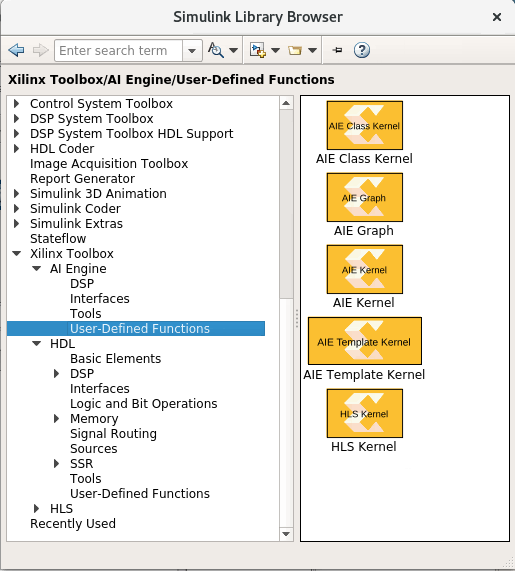 Simulink Library Browser
Enter search term
Xilinx Toolbox/AI Engine/User-Defined Functions
Control System Toolbox
DSP System Toolbox
DSP System Toolbox HDL Support
HDL Coder
Image Acquisition Toolbox
Report Generator
Simulink 3D Animation
Simulink Coder
Simulink Extras
Stateflow
Xilinx Toolbox
AI Engine
DSP
Interfaces
Tools
User-Defined Functions
HDL
Basic Elements
DSP
Interfaces
Logic and Bit Operations
Memory
Signal Routing
Sources
SSR
Tools
User-Defined Functions
HLS
Recently Used
AIE Class Kernel
AIE Class Kernel
AIE Graph
AIE Graph
AIE Kernel
AIE Kernel
AIE Template Kernel
AIE Template Kernel
HLS Kernel
HLS Kernel